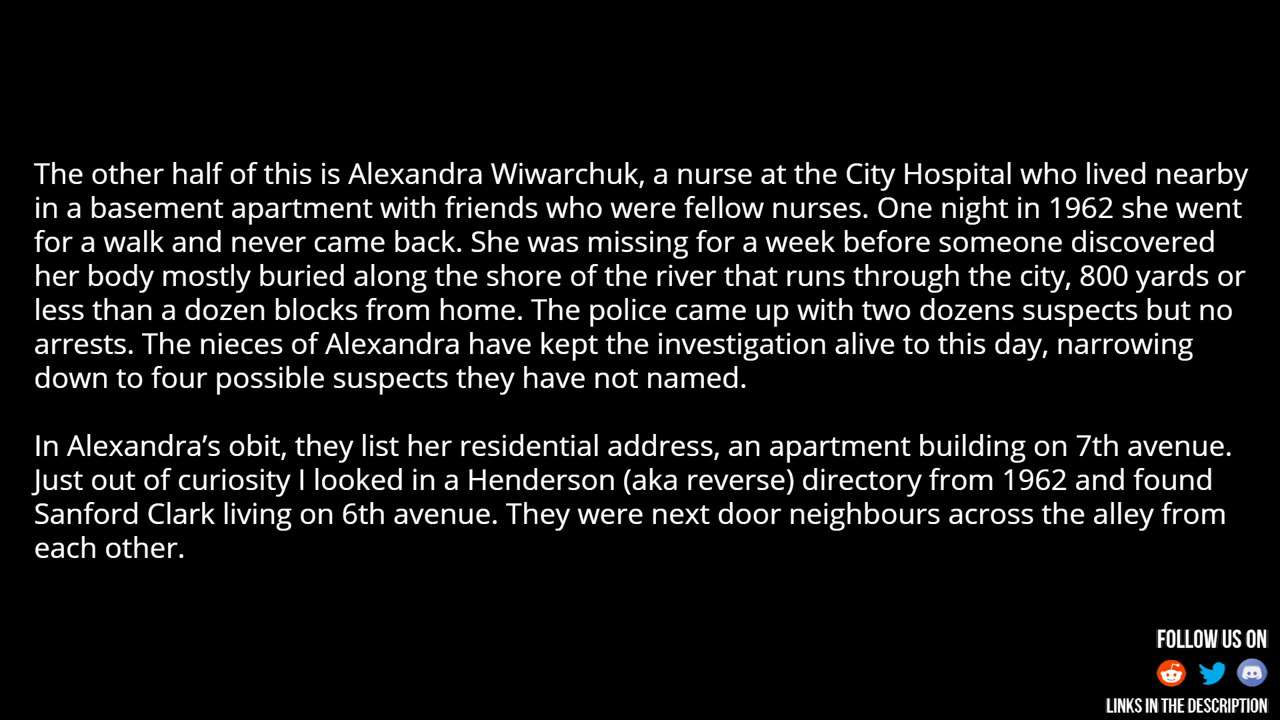 The other half of this is Alexandra Wiwarchuk, a nurse at the City Hospital who lived nearby
in a basement apartment with friends who were fellow nurses. One night in 1962 she went
for a walk and never came back. She was missing for a week before someone discovered
her body mostly buried along the shore of the river that runs through the city, 800 yards or
less than a dozen blocks from home. The police came up with two dozens suspects but no
arrests. The nieces of Alexandra have kept the investigation alive to this day, narrowing
down to four possible suspects they have not named.
In Alexandra’s obit, they list her residential address, an apartment building on 7th avenue.
Just out of curiosity I looked in a Henderson (aka reverse) directory from 1962 and found
Sanford Clark living on 6th avenue. They were next door neighbours across the alley from
each other.
FOLLOW US ON
LINKS IN THE DESCRIPTION